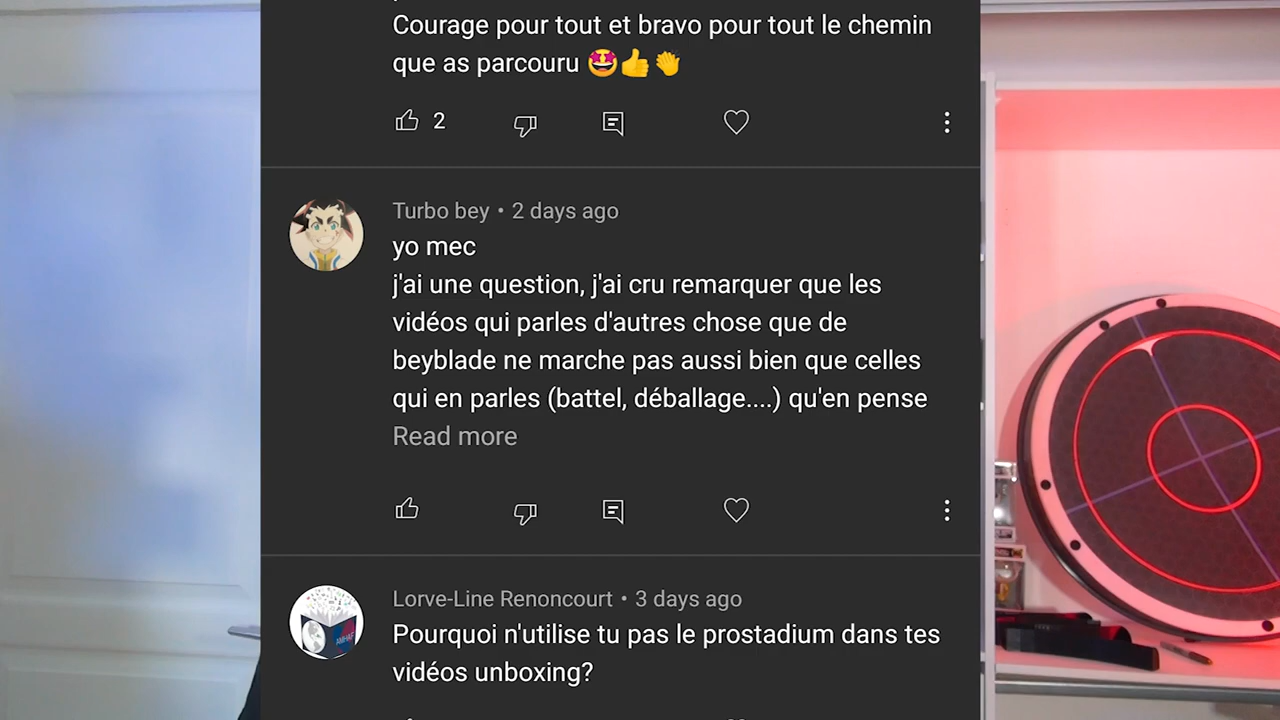 Courage pour tout et bravo pour tout le chemin
que as parcouru 🤩👍👏
2
Turbo bey • 2 days ago
yo mec
j'ai une question, j'ai cru remarquer que les
vidéos qui parles d'autres chose que de
beyblade ne marche pas aussi bien que celles
qui en parles (battel, déballage....) qu'en pense
Read more
Lorve-Line Renoncourt • 3 days ago
Pourquoi n'utilise tu pas le prostadium dans tes
vidéos unboxing?